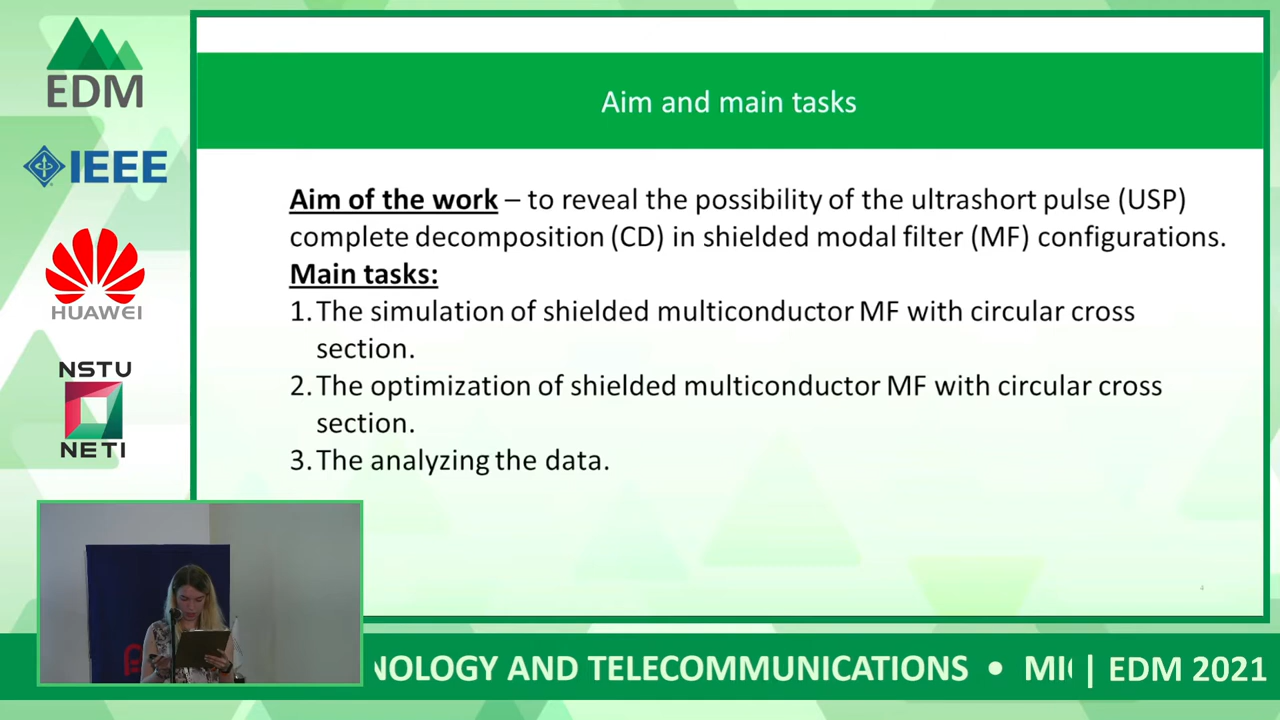 EDM
IEEE
HUAWEI
NSTU
NETI
Aim and main tasks
Aim of the work – to reveal the possibility of the ultrashort pulse (USP)
complete decomposition (CD) in shielded modal filter (MF) configurations.
Main tasks:
1. The simulation of shielded multiconductor MF with circular cross
section.
2. The optimization of shielded multiconductor MF with circular cross
section.
3. The analyzing the data.
4
NOLOGY AND TELECOMMUNICATIONS • MI | EDM 2021